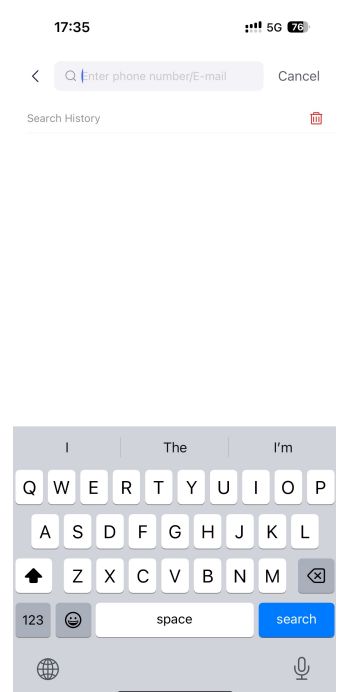 17:35 5G 76
Enter phone number/E-mail Cancel
Search History
I The I'm
Q W E R T Y U I O P
A S D F G H J K L
Z X C V B N M
123 space search